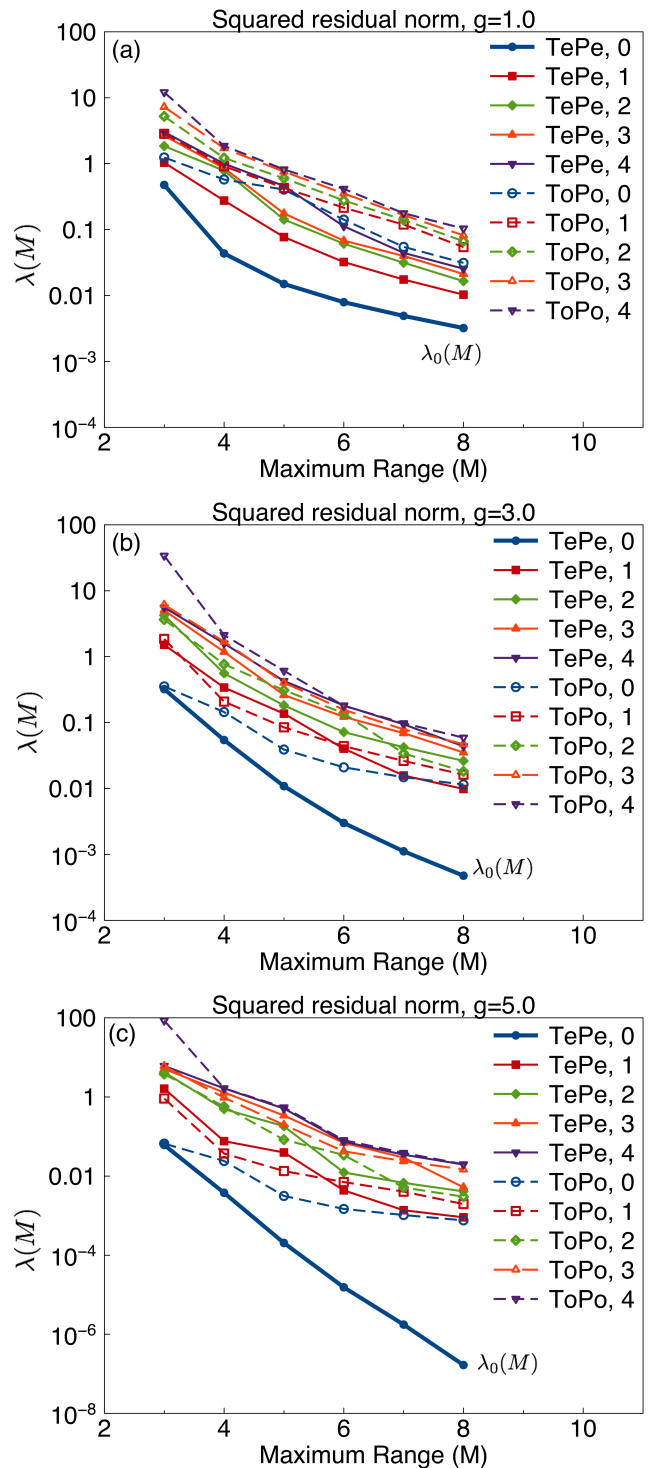 Squared residual norm, g=1.0
(a)
100
10
1
0.1
0.01
10⁻³
10⁻⁴
λ(M)
TePe, 0
TePe, 1
TePe, 2
TePe, 3
TePe, 4
ToPo, 0
ToPo, 1
ToPo, 2
ToPo, 3
ToPo, 4
λ₀(M)
2 4 6 8 10
Maximum Range (M)
Squared residual norm, g=3.0
(b)
100
10
1
0.1
0.01
10⁻³
10⁻⁴
λ(M)
TePe, 0
TePe, 1
TePe, 2
TePe, 3
TePe, 4
ToPo, 0
ToPo, 1
ToPo, 2
ToPo, 3
ToPo, 4
λ₀(M)
2 4 6 8 10
Maximum Range (M)
Squared residual norm, g=5.0
(c)
100
1
0.01
10⁻⁴
10⁻⁶
10⁻⁸
λ(M)
TePe, 0
TePe, 1
TePe, 2
TePe, 3
TePe, 4
ToPo, 0
ToPo, 1
ToPo, 2
ToPo, 3
ToPo, 4
λ₀(M)
2 4 6 8 10
Maximum Range (M)